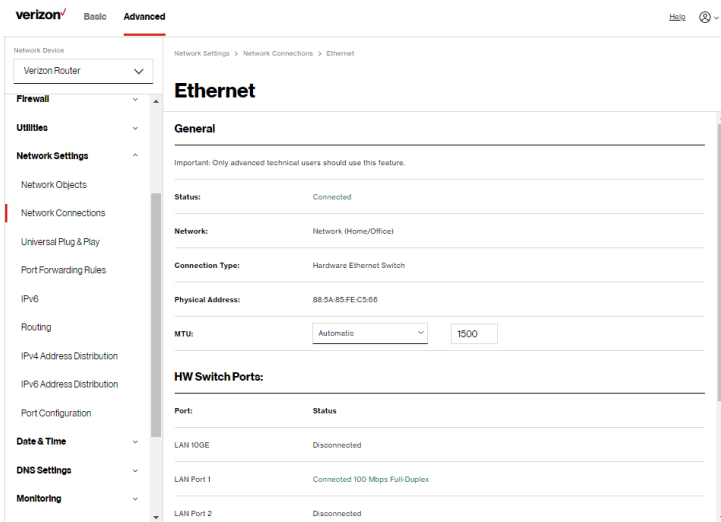 verizon✓ Basic Advanced Help
Network Device
Verizon Router
Firewall
Utilities
Network Settings
Network Objects
Network Connections
Universal Plug & Play
Port Forwarding Rules
IPv6
Routing
IPv4 Address Distribution
IPv6 Address Distribution
Port Configuration
Date & Time
DNS Settings
Monitoring
Network Settings > Network Connections > Ethernet
Ethernet
General
Important: Only advanced technical users should use this feature.
Status: Connected
Network: Network (Home/Office)
Connection Type: Hardware Ethernet Switch
Physical Address: 88:5A:85:FE:C5:66
MTU: Automatic 1500
HW Switch Ports:
Port: Status
LAN 10GE Disconnected
LAN Port 1 Connected 100 Mbps Full-Duplex
LAN Port 2 Disconnected